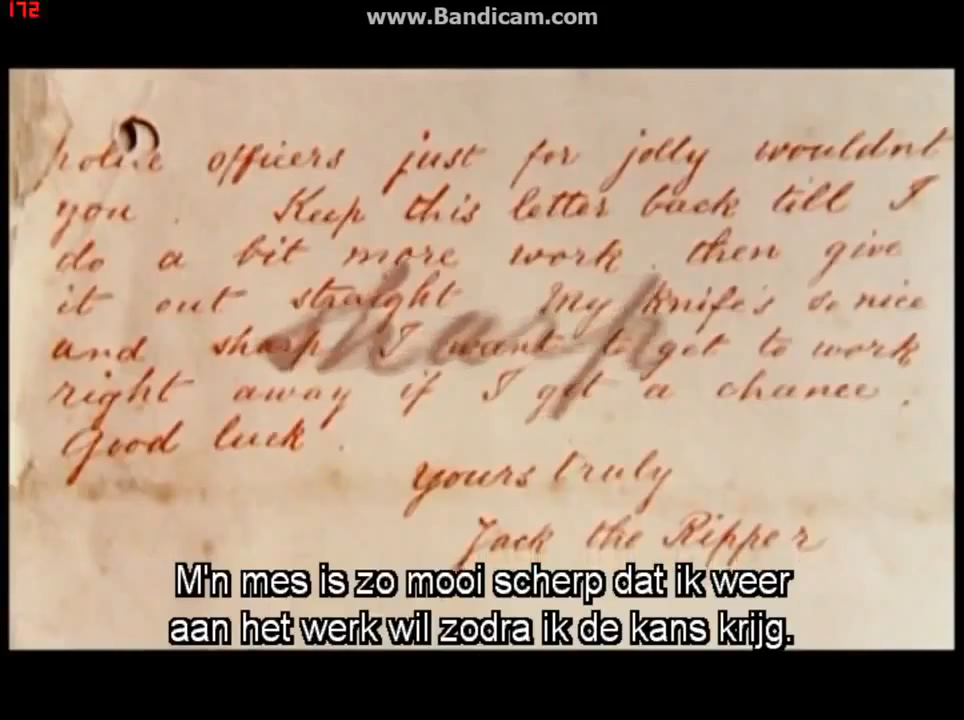 172
www.Bandicam.com
police officers just for jolly wouldnt
you. Keep this letter back till I
do a bit more work. then give
it out straight My knife's so nice
and sharp I want to get to work
right away if I get a chance.
Good luck.
sharp
yours truly
Jack the Ripper
M'n mes is zo mooi scherp dat ik weer
aan het werk wil zodra ik de kans krijg.